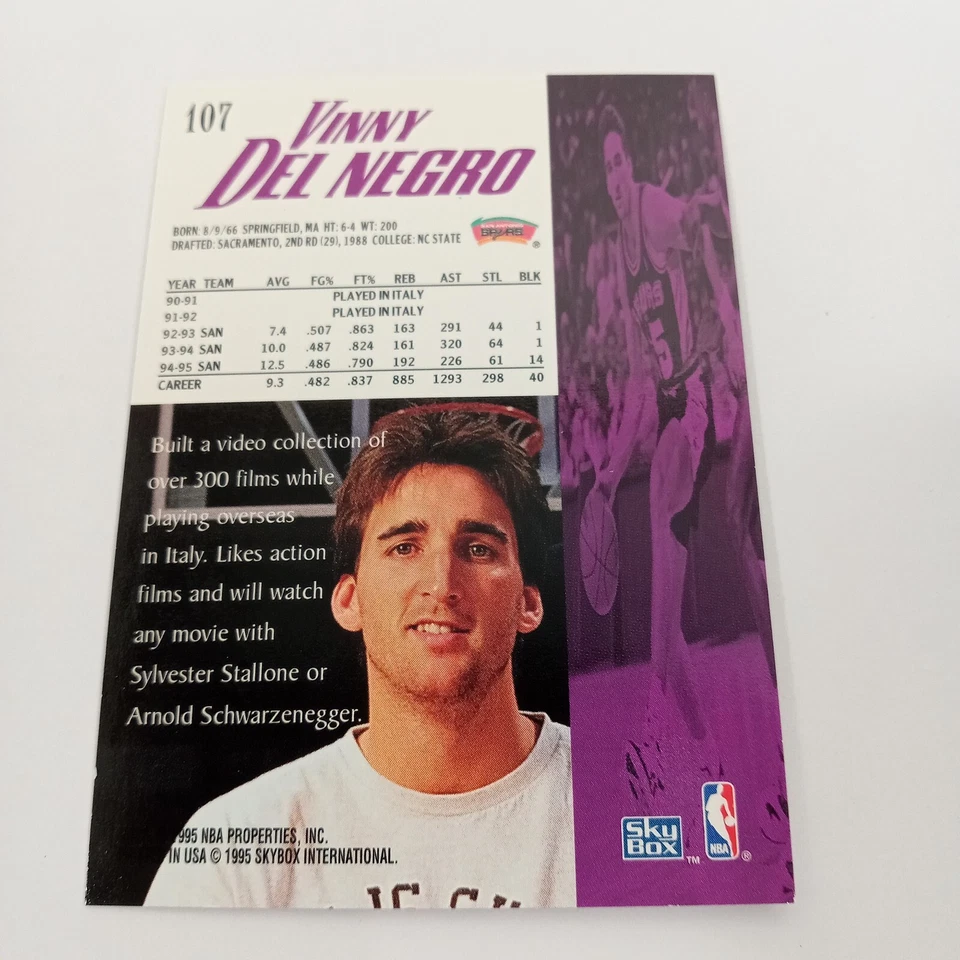 107
VINNY
DEL NEGRO
BORN: 8/9/66 SPRINGFIELD, MA HT: 6-4 WT: 200
DRAFTED: SACRAMENTO, 2ND RD (29), 1988 COLLEGE: NC STATE
SAN ANTONIO
SPURS
®
YEAR TEAM AVG FG% FT% REB AST STL BLK
90-91 PLAYED IN ITALY
91-92 PLAYED IN ITALY
92-93 SAN 7.4 .507 .863 163 291 44 1
93-94 SAN 10.0 .487 .824 161 320 64 1
94-95 SAN 12.5 .486 .790 192 226 61 14
CAREER 9.3 .482 .837 885 1293 298 40
Built a video collection of
over 300 films while
playing overseas
in Italy. Likes action
films and will watch
any movie with
Sylvester Stallone or
Arnold Schwarzenegger.
995 NBA PROPERTIES, INC.
IN USA © 1995 SKYBOX INTERNATIONAL.
SKY
BOX
™
NBA
®